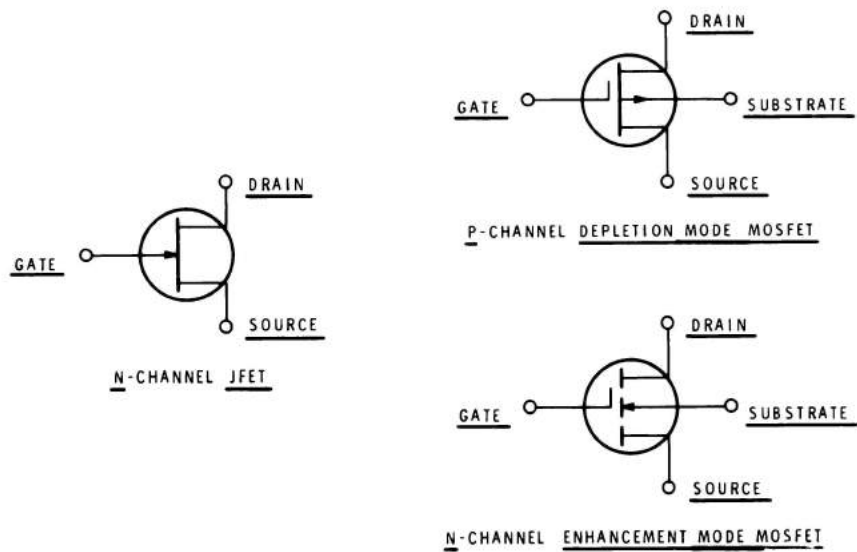 DRAIN
GATE
SOURCE
N-CHANNEL JFET
DRAIN
GATE
SUBSTRATE
SOURCE
P-CHANNEL DEPLETION MODE MOSFET
DRAIN
GATE
SUBSTRATE
SOURCE
N-CHANNEL ENHANCEMENT MODE MOSFET